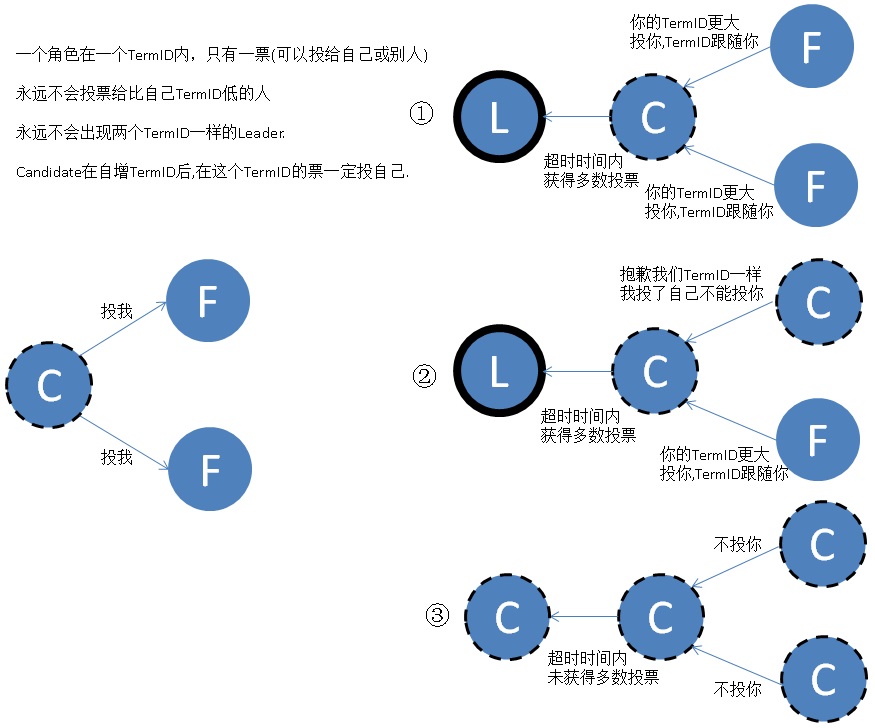 一个角色在一个TermID内，只有一票(可以投给自己或别人)
永远不会投票给比自己TermID低的人
永远不会出现两个TermID一样的Leader.
Candidate在自增TermID后,在这个TermID的票一定投自己.
C
投我
F
投我
F
①
L
超时时间内
获得多数投票
C
你的TermID更大
投你,TermID跟随你
F
你的TermID更大
投你,TermID跟随你
F
②
L
超时时间内
获得多数投票
C
抱歉我们TermID一样
我投了自己不能投你
C
你的TermID更大
投你,TermID跟随你
F
③
C
超时时间内
未获得多数投票
C
不投你
C
不投你
C